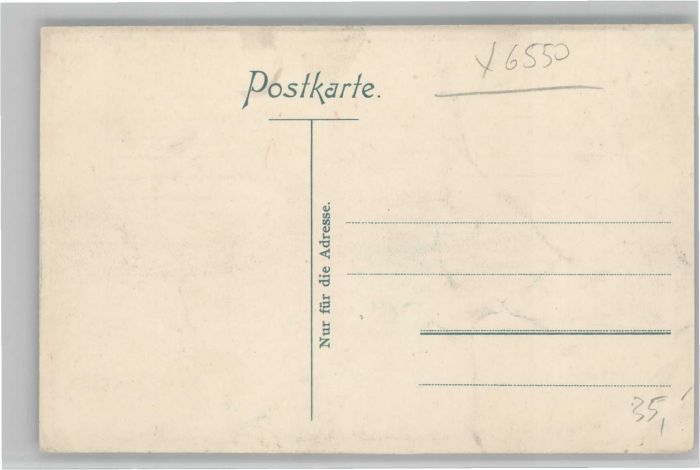 Postkarte.
X6550
Nur für die Adresse.
35,